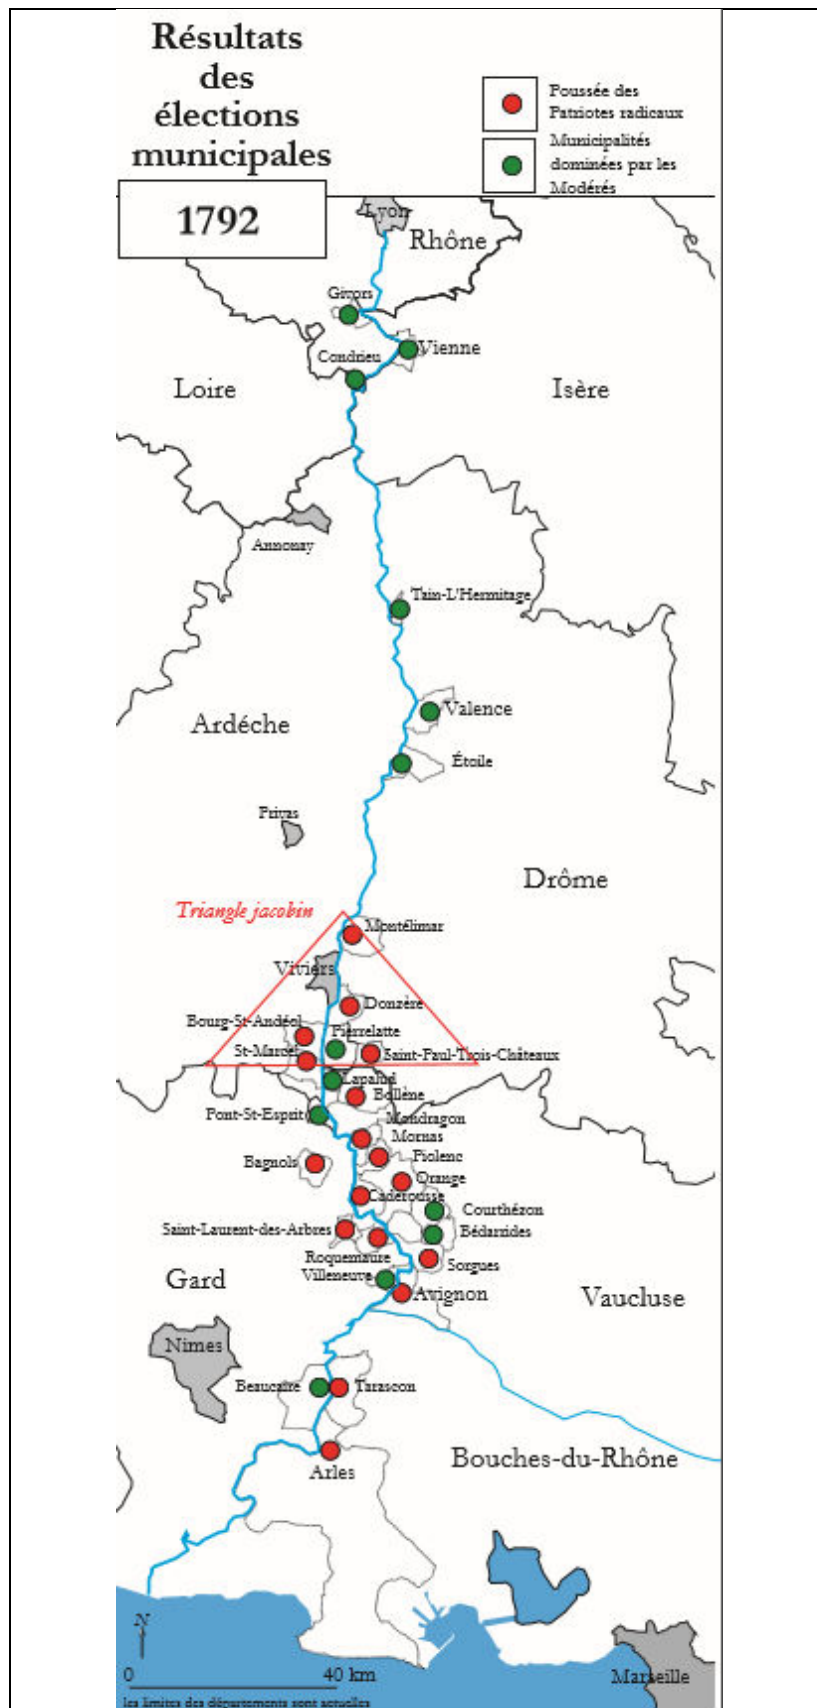 Résultats
des
élections
municipales
1792
Poussée des
Patriotes radicaux
Municipalités
dominées par les
Modérés
Lyon
Rhône
Givors
Vienne
Condrieu
Loire
Isère
Annonay
Tain-L'Hermitage
Valence
Ardéche
Étoile
Privas
Drôme
Triangle jacobin
Montélimar
Viviers
Donzère
Bourg-St-Andéol
Pierrelatte
St-Marcel
Saint-Paul-Trois-Châteaux
Lapalud
Bollène
Pont-St-Esprit
Mondragon
Mornas
Bagnols
Piolenc
Orange
Caderousse
Courthézon
Saint-Laurent-des-Arbres
Bédarrides
Roquemaure
Sorgues
Villeneuve
Gard
Avignon
Vaucluse
Nimes
Beaucaire
Tarascon
Bouches-du-Rhône
Arles
N
0
40 km
Marseille
les limites des départements sont actuelles